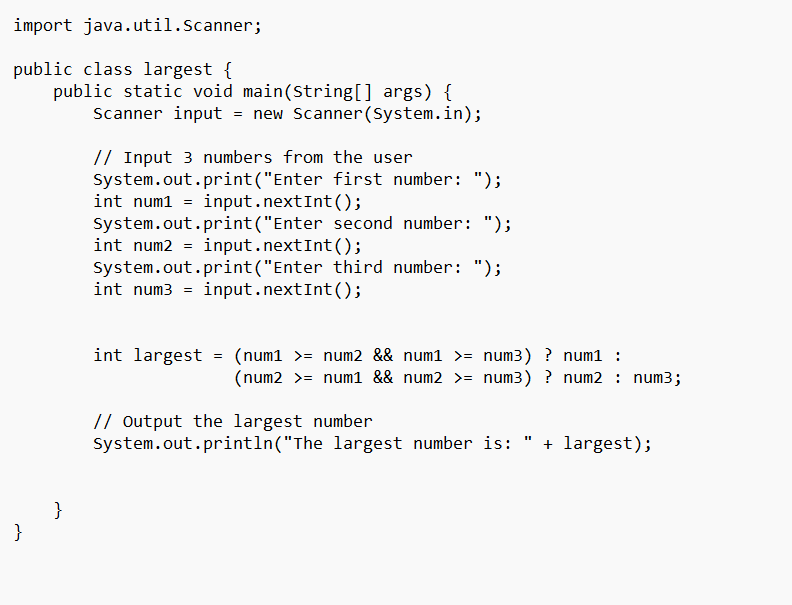 import java.util.Scanner;
public class largest {
    public static void main(String[] args) {
        Scanner input = new Scanner(System.in);
        // Input 3 numbers from the user
        System.out.print("Enter first number: ");
        int num1 = input.nextInt();
        System.out.print("Enter second number: ");
        int num2 = input.nextInt();
        System.out.print("Enter third number: ");
        int num3 = input.nextInt();
        int largest = (num1 >= num2 && num1 >= num3) ? num1 :
                      (num2 >= num1 && num2 >= num3) ? num2 : num3;
        // Output the largest number
        System.out.println("The largest number is: " + largest);
    }
}